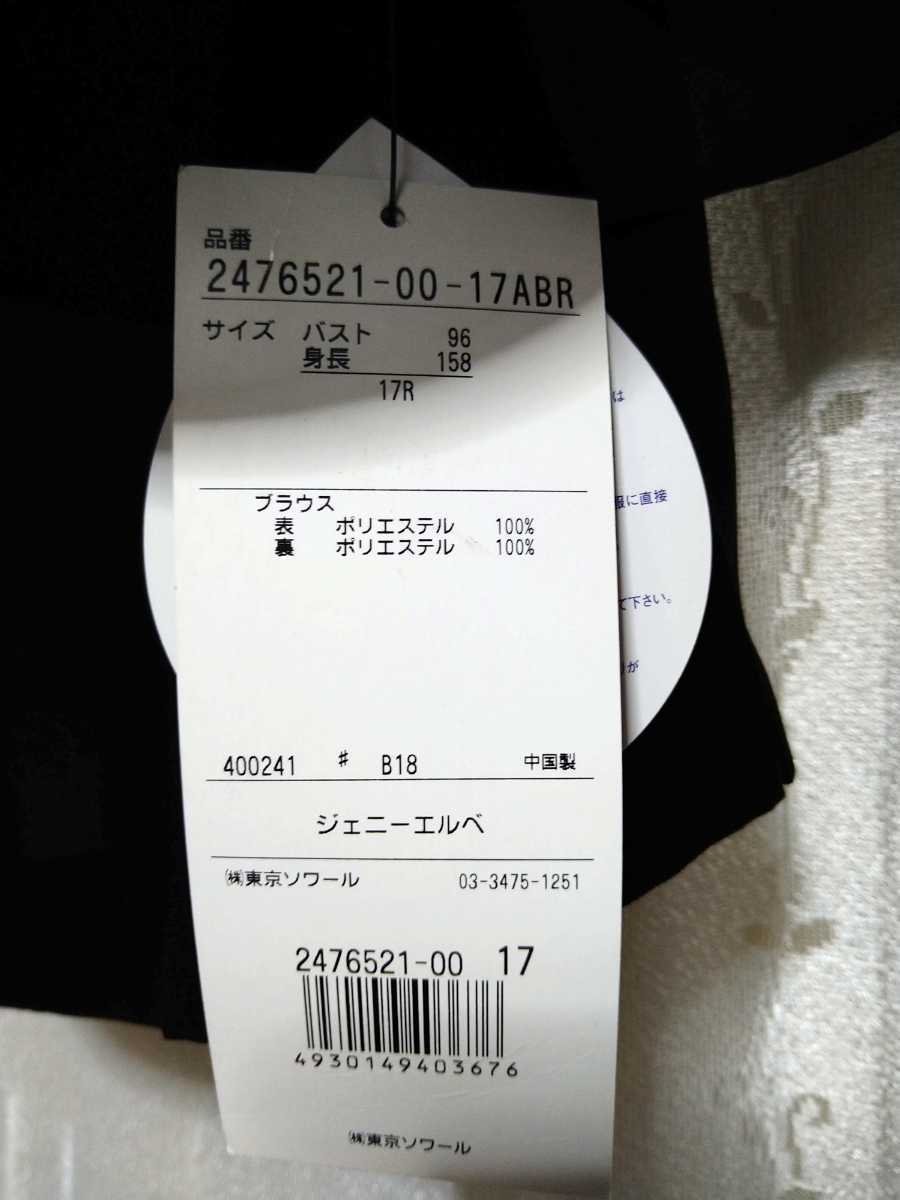 品番
2476521-00-17ABR
サイズ バスト 96
身長 158
17R
ブラウス
表 ポリエステル 100%
裏 ポリエステル 100%
400241 # B18 中国製
ジェニーエルベ
㈱東京ソワール 03-3475-1251
2476521-00 17
4930149403676
㈱東京ソワール
は
服に直接
て下さい。
が